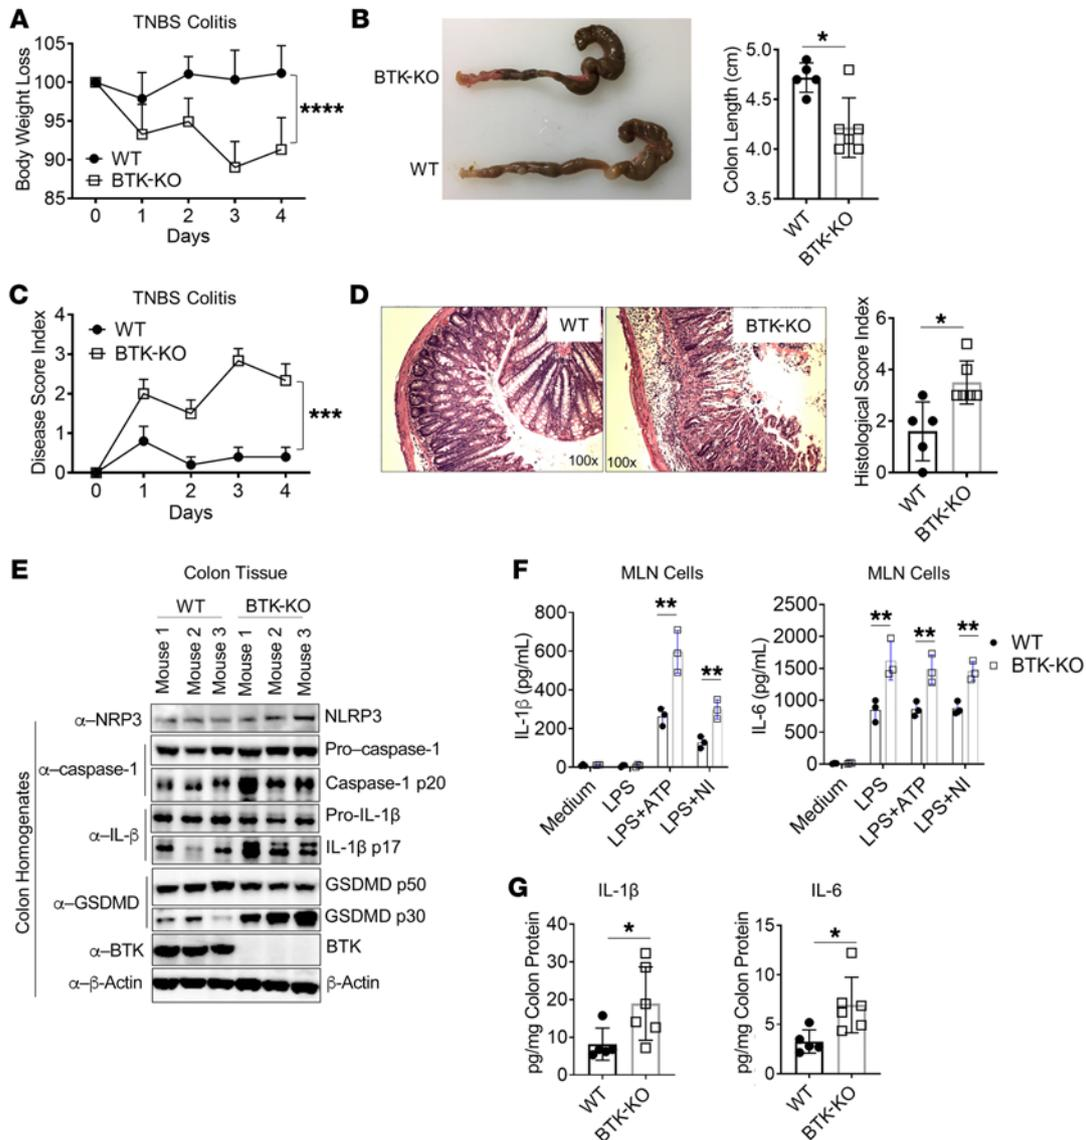 A
TNBS Colitis
Body Weight Loss
105
100
95
90
85
****
WT
BTK-KO
0 1 2 3 4
Days
B
BTK-KO
WT
Colon Length (cm)
5.0
4.5
4.0
3.5
*
WT
BTK-KO
C
TNBS Colitis
Disease Score Index
4
3
2
1
0
WT
BTK-KO
***
0 1 2 3 4
Days
D
WT
100x
BTK-KO
100x
Histological Score Index
6
4
2
0
*
WT
BTK-KO
E
Colon Tissue
WT BTK-KO
Mouse 1
Mouse 2
Mouse 3
Mouse 1
Mouse 2
Mouse 3
Colon Homogenates
α–NRP3 NLRP3
α–caspase-1
Pro–caspase-1
Caspase-1 p20
α–IL-β
Pro-IL-1β
IL-1β p17
α–GSDMD
GSDMD p50
GSDMD p30
α–BTK BTK
α–β-Actin β-Actin
F
MLN Cells
IL-1β (pg/mL)
800
600
400
200
0
**
**
Medium
LPS
LPS+ATP
LPS+NI
MLN Cells
IL-6 (pg/mL)
2500
2000
1500
1000
500
0
**
**
**
Medium
LPS
LPS+ATP
LPS+NI
WT
BTK-KO
G
IL-1β
pg/mg Colon Protein
40
30
20
10
0
*
WT
BTK-KO
IL-6
pg/mg Colon Protein
15
10
5
0
*
WT
BTK-KO